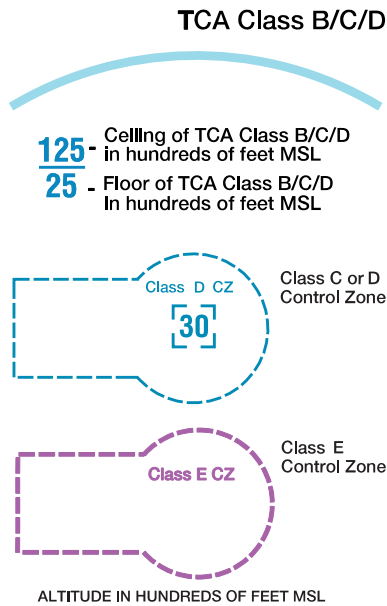 TCA Class B/C/D
125 - Ceiling of TCA Class B/C/D
in hundreds of feet MSL
25 - Floor of TCA Class B/C/D
In hundreds of feet MSL
Class D CZ
30
Class C or D
Control Zone
Class E CZ
Class E
Control Zone
ALTITUDE IN HUNDREDS OF FEET MSL